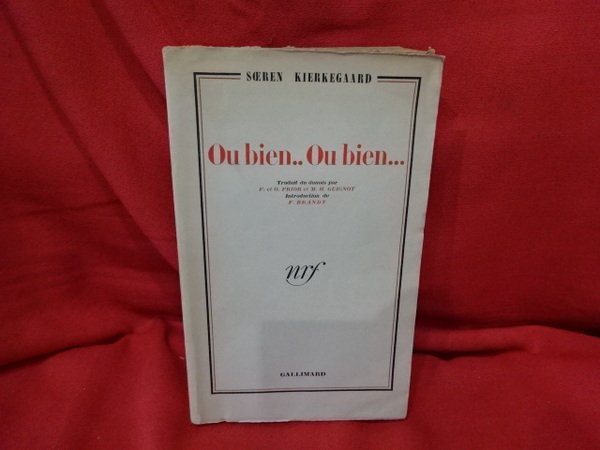 SŒREN KIERKEGAARD
Ou bien.. Ou bien...
Traduit du danois par
F. et O. PRIOR et M. H. GUIGNOT
Introduction de
F. BRANDT
nrf
GALLIMARD